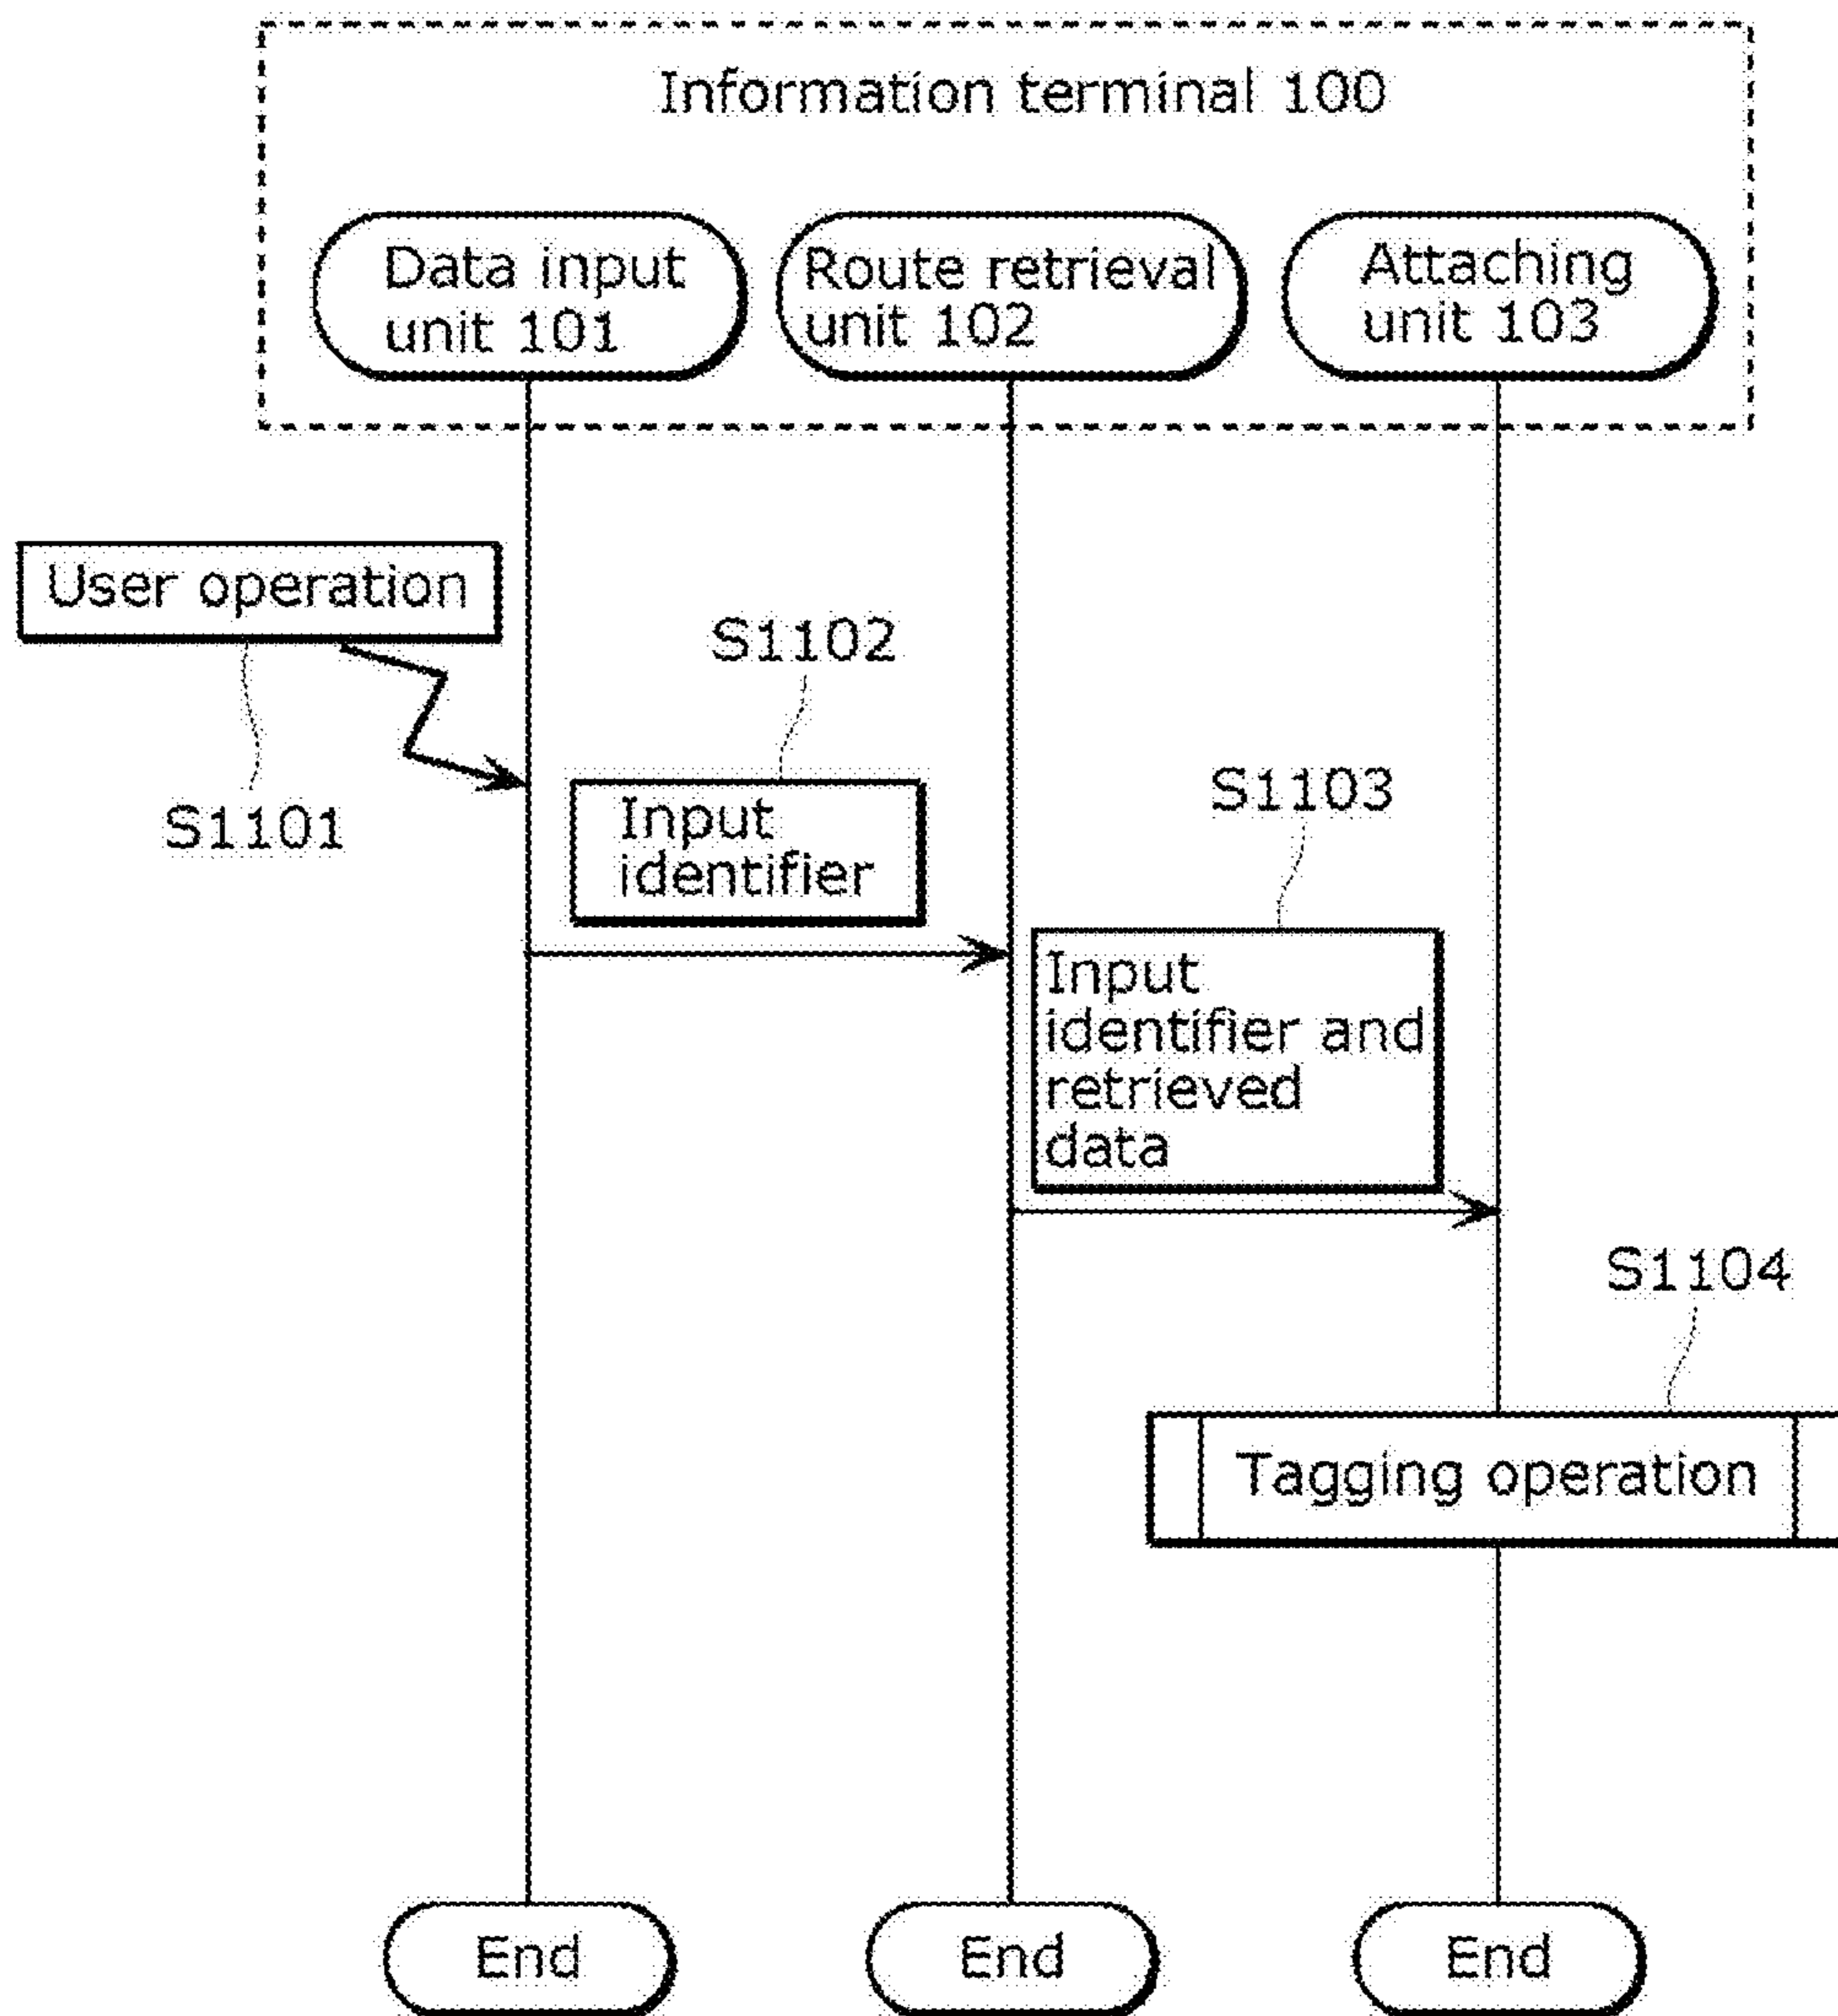 Information terminal 100
Data input
unit 101
Route retrieval
unit 102
Attaching
unit 103
User operation
S1101
S1102
Input
identifier
S1103
Input
identifier and
retrieved
data
S1104
Tagging operation
End
End
End